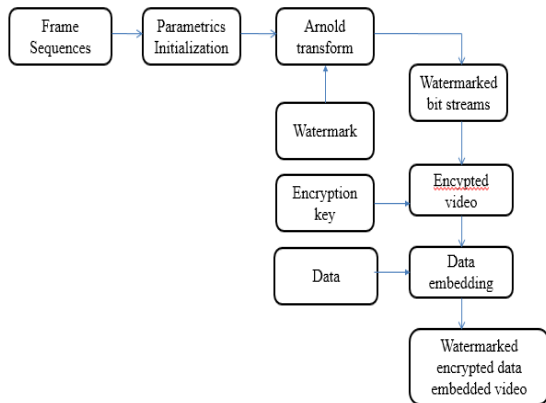 Frame
Sequences
Parametrics
Initialization
Arnold
transform
Watermarked
bit streams
Watermark
Encypted
video
Encryption
key
Data
Data
embedding
Watermarked
encrypted data
embedded video